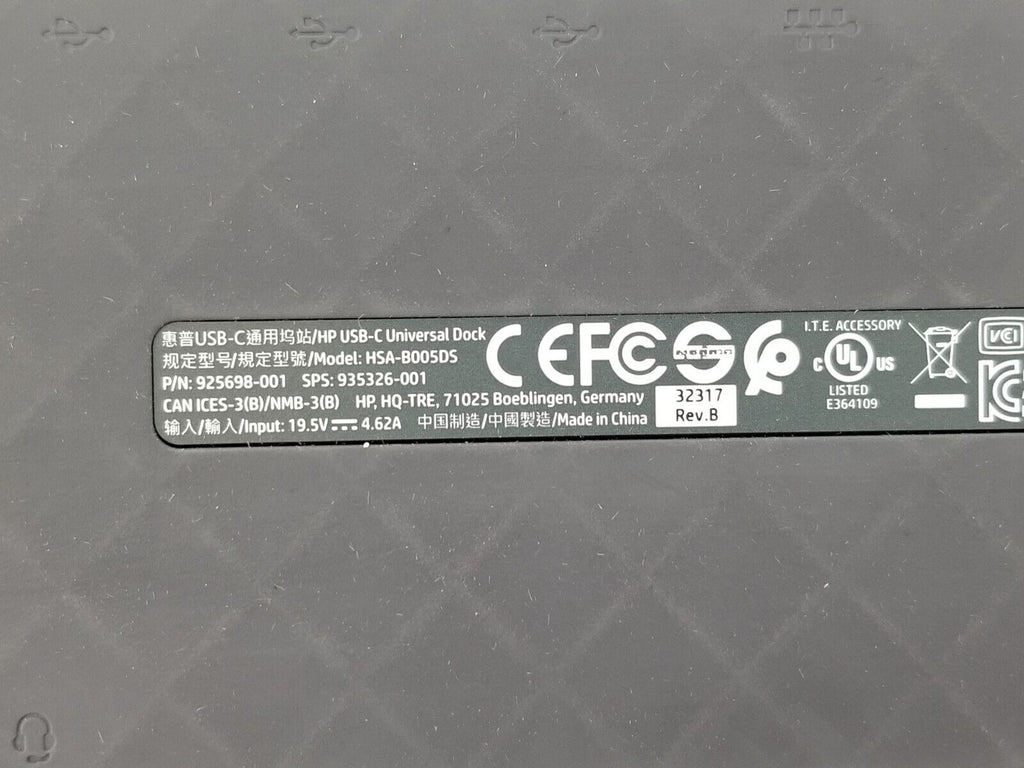 惠普USB-C通用坞站/HP USB-C Universal Dock
规定型号/規定型號/Model: HSA-B005DS
P/N: 925698-001 SPS: 935326-001
CAN ICES-3(B)/NMB-3(B) HP, HQ-TRE, 71025 Boeblingen, Germany
输入/輸入/Input: 19.5V⎓4.62A 中国制造/中國製造/Made in China
CE FC
32317
Rev.B
I.T.E. ACCESSORY
c UL US
LISTED
E364109
VCI